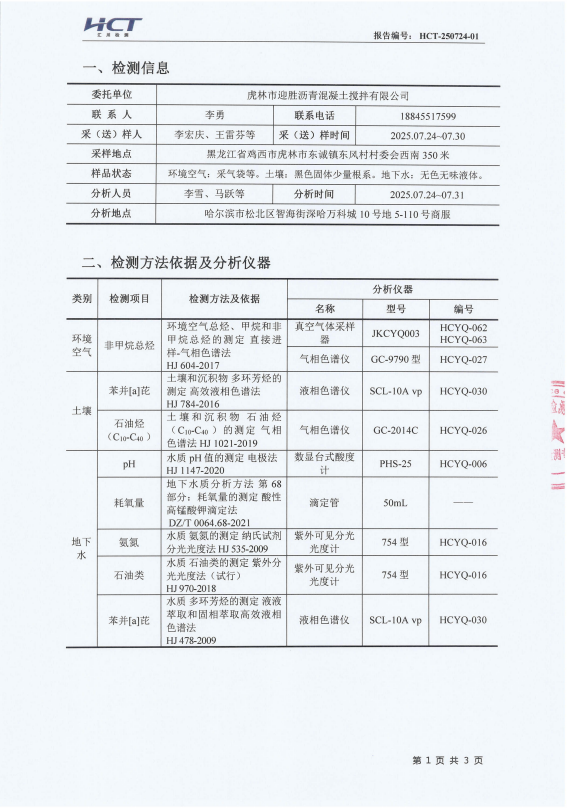 HCT
报告编号： HCT-250724-01
一、检测信息
委托单位 虎林市迎胜沥青混凝土搅拌有限公司
联 系 人 李勇 联系电话 18845517599
采（送）样人 李宏庆、王雷芬等 采（送）样时间 2025.07.24~07.30
采样地点 黑龙江省鸡西市虎林市东诚镇东风村村委会西南 350 米
样品状态 环境空气：采气袋等。土壤：黑色固体少量根系。地下水：无色无味液体。
分析人员 李雪、马跃等 分析时间 2025.07.24~07.31
分析地点 哈尔滨市松北区智海街深哈万科城 10 号地 5-110 号商服
二、检测方法依据及分析仪器
类别 检测项目 检测方法及依据 分析仪器
名称 型号 编号
环境
空气
非甲烷总烃
环境空气总烃、甲烷和非
甲烷总烃的测定 直接进
样-气相色谱法
HJ 604-2017
真空气体采样
器
JKCYQ003
HCYQ-062
HCYQ-063
气相色谱仪 GC-9790 型 HCYQ-027
土壤
苯并[a]芘
土壤和沉积物 多环芳烃的
测定 高效液相色谱法
HJ 784-2016
液相色谱仪 SCL-10A vp HCYQ-030
石油烃
（C10-C40 ）
土壤和沉积物 石油烃
（C10-C40 ）的测定 气相
色谱法 HJ 1021-2019
气相色谱仪 GC-2014C HCYQ-026
地下
水
pH
水质 pH 值的测定 电极法
HJ 1147-2020
数显台式酸度
计
PHS-25 HCYQ-006
耗氧量
地下水质分析方法 第 68
部分：耗氧量的测定 酸性
高锰酸钾滴定法
DZ/T 0064.68-2021
滴定管 50mL ——
氨氮
水质 氨氮的测定 纳氏试剂
分光光度法 HJ 535-2009
紫外可见分光
光度计
754 型 HCYQ-016
石油类
水质 石油类的测定 紫外分
光光度法（试行）
HJ 970-2018
紫外可见分光
光度计
754 型 HCYQ-016
苯并[a]芘
水质 多环芳烃的测定 液液
萃取和固相萃取高效液相
色谱法
HJ 478-2009
液相色谱仪 SCL-10A vp HCYQ-030
第 1 页 共 3 页